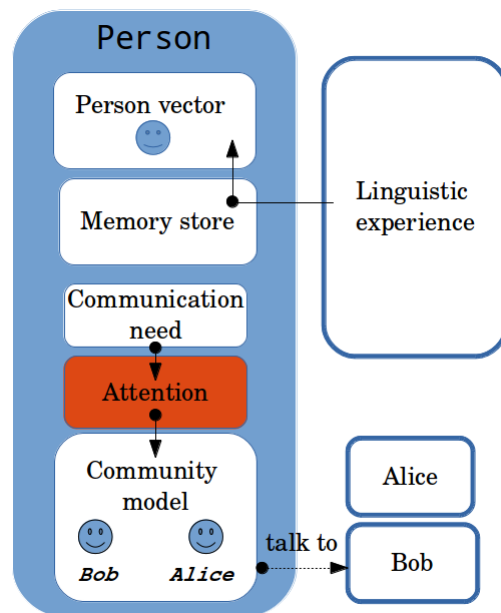 Person
Person vector
Memory store
Linguistic
experience
Communication
need
Attention
Community
model
Bob Alice
talk to
Alice
Bob